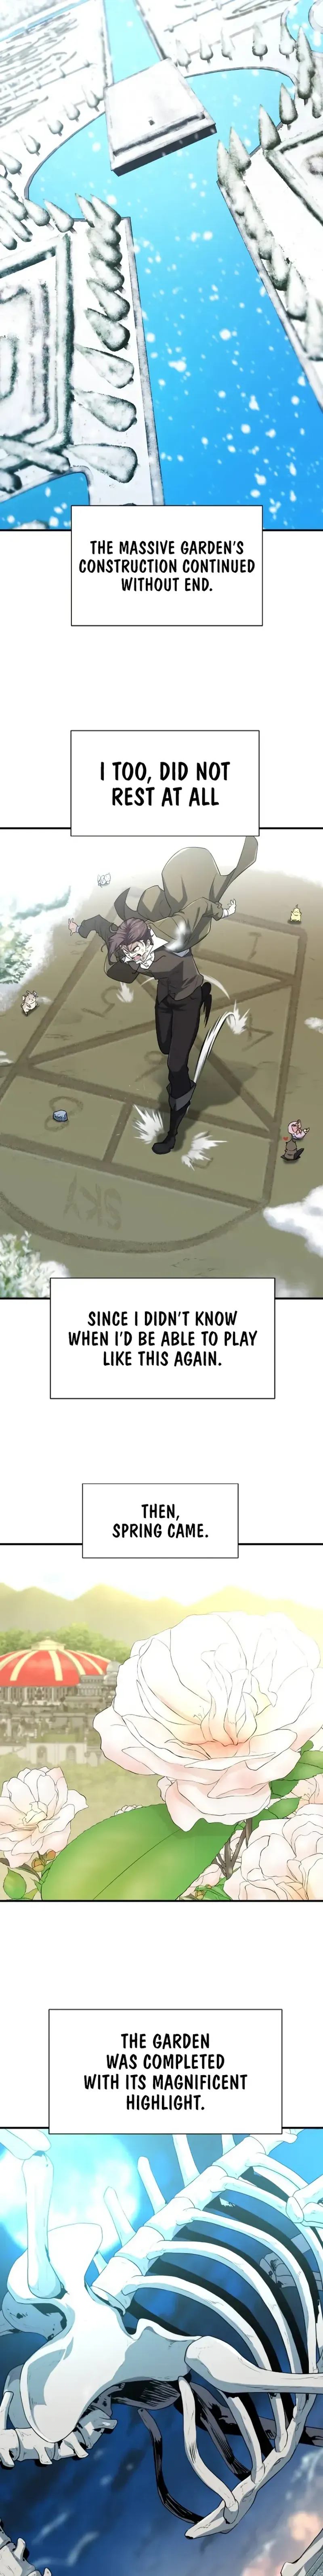 THE MASSIVE GARDEN'S
CONSTRUCTION CONTINUED
WITHOUT END.
I TOO, DID NOT
REST AT ALL
SKY
SINCE I DIDN'T KNOW
WHEN I'D BE ABLE TO PLAY
LIKE THIS AGAIN.
THEN,
SPRING CAME.
THE GARDEN
WAS COMPLETED
WITH ITS MAGNIFICENT
HIGHLIGHT.